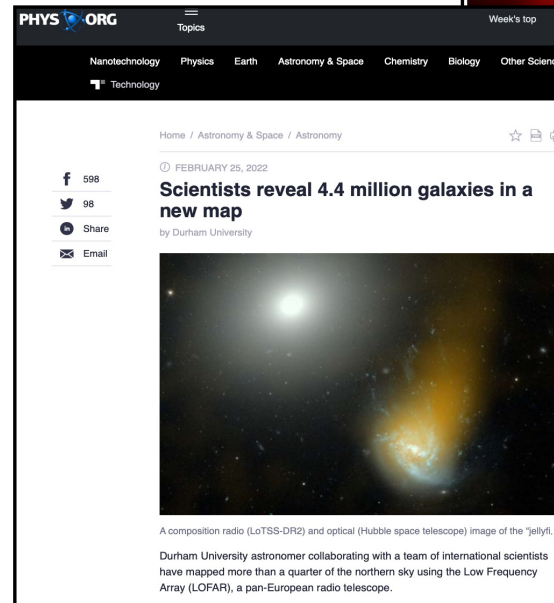 PHYS ORG
Topics
Week's top
Nanotechnology Physics Earth Astronomy & Space Chemistry Biology Other
Technology
Home / Astronomy & Space / Astronomy
FEBRUARY 25, 2022
Scientists reveal 4.4 million galaxies in a
new map
by Durham University
598
98
Share
Email
A composition radio (LoTSS-DR2) and optical (Hubble space telescope) image of the
Durham University astronomer collaborating with a team of international scientists
have mapped more than a quarter of the northern sky using the Low Frequency
Array (LOFAR), a pan-European radio telescope.